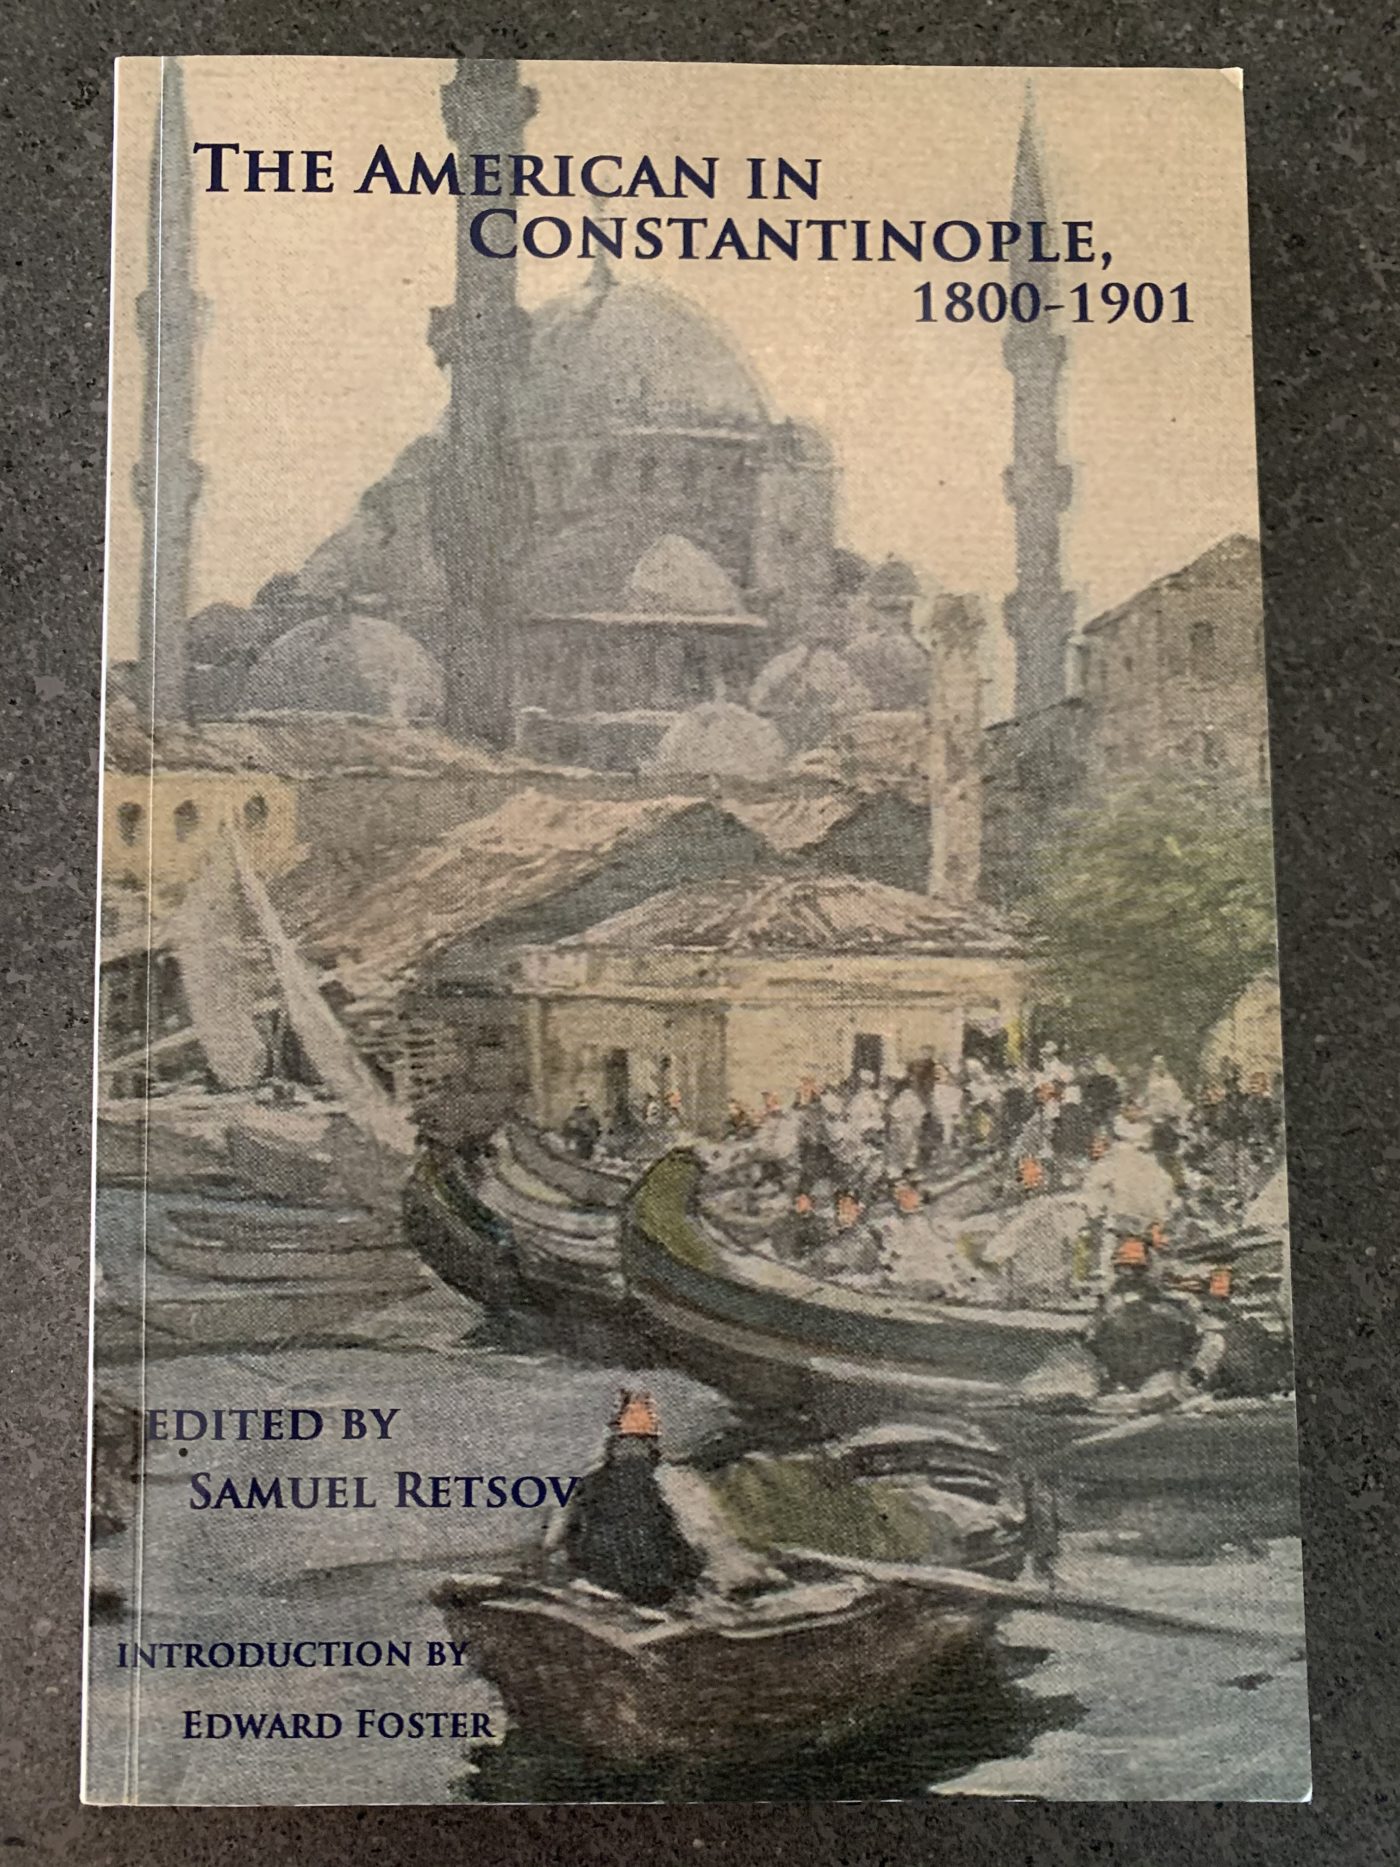 The American in
Constantinople,
1800-1901
Edited by
Samuel Retsov
Introduction by
Edward Foster